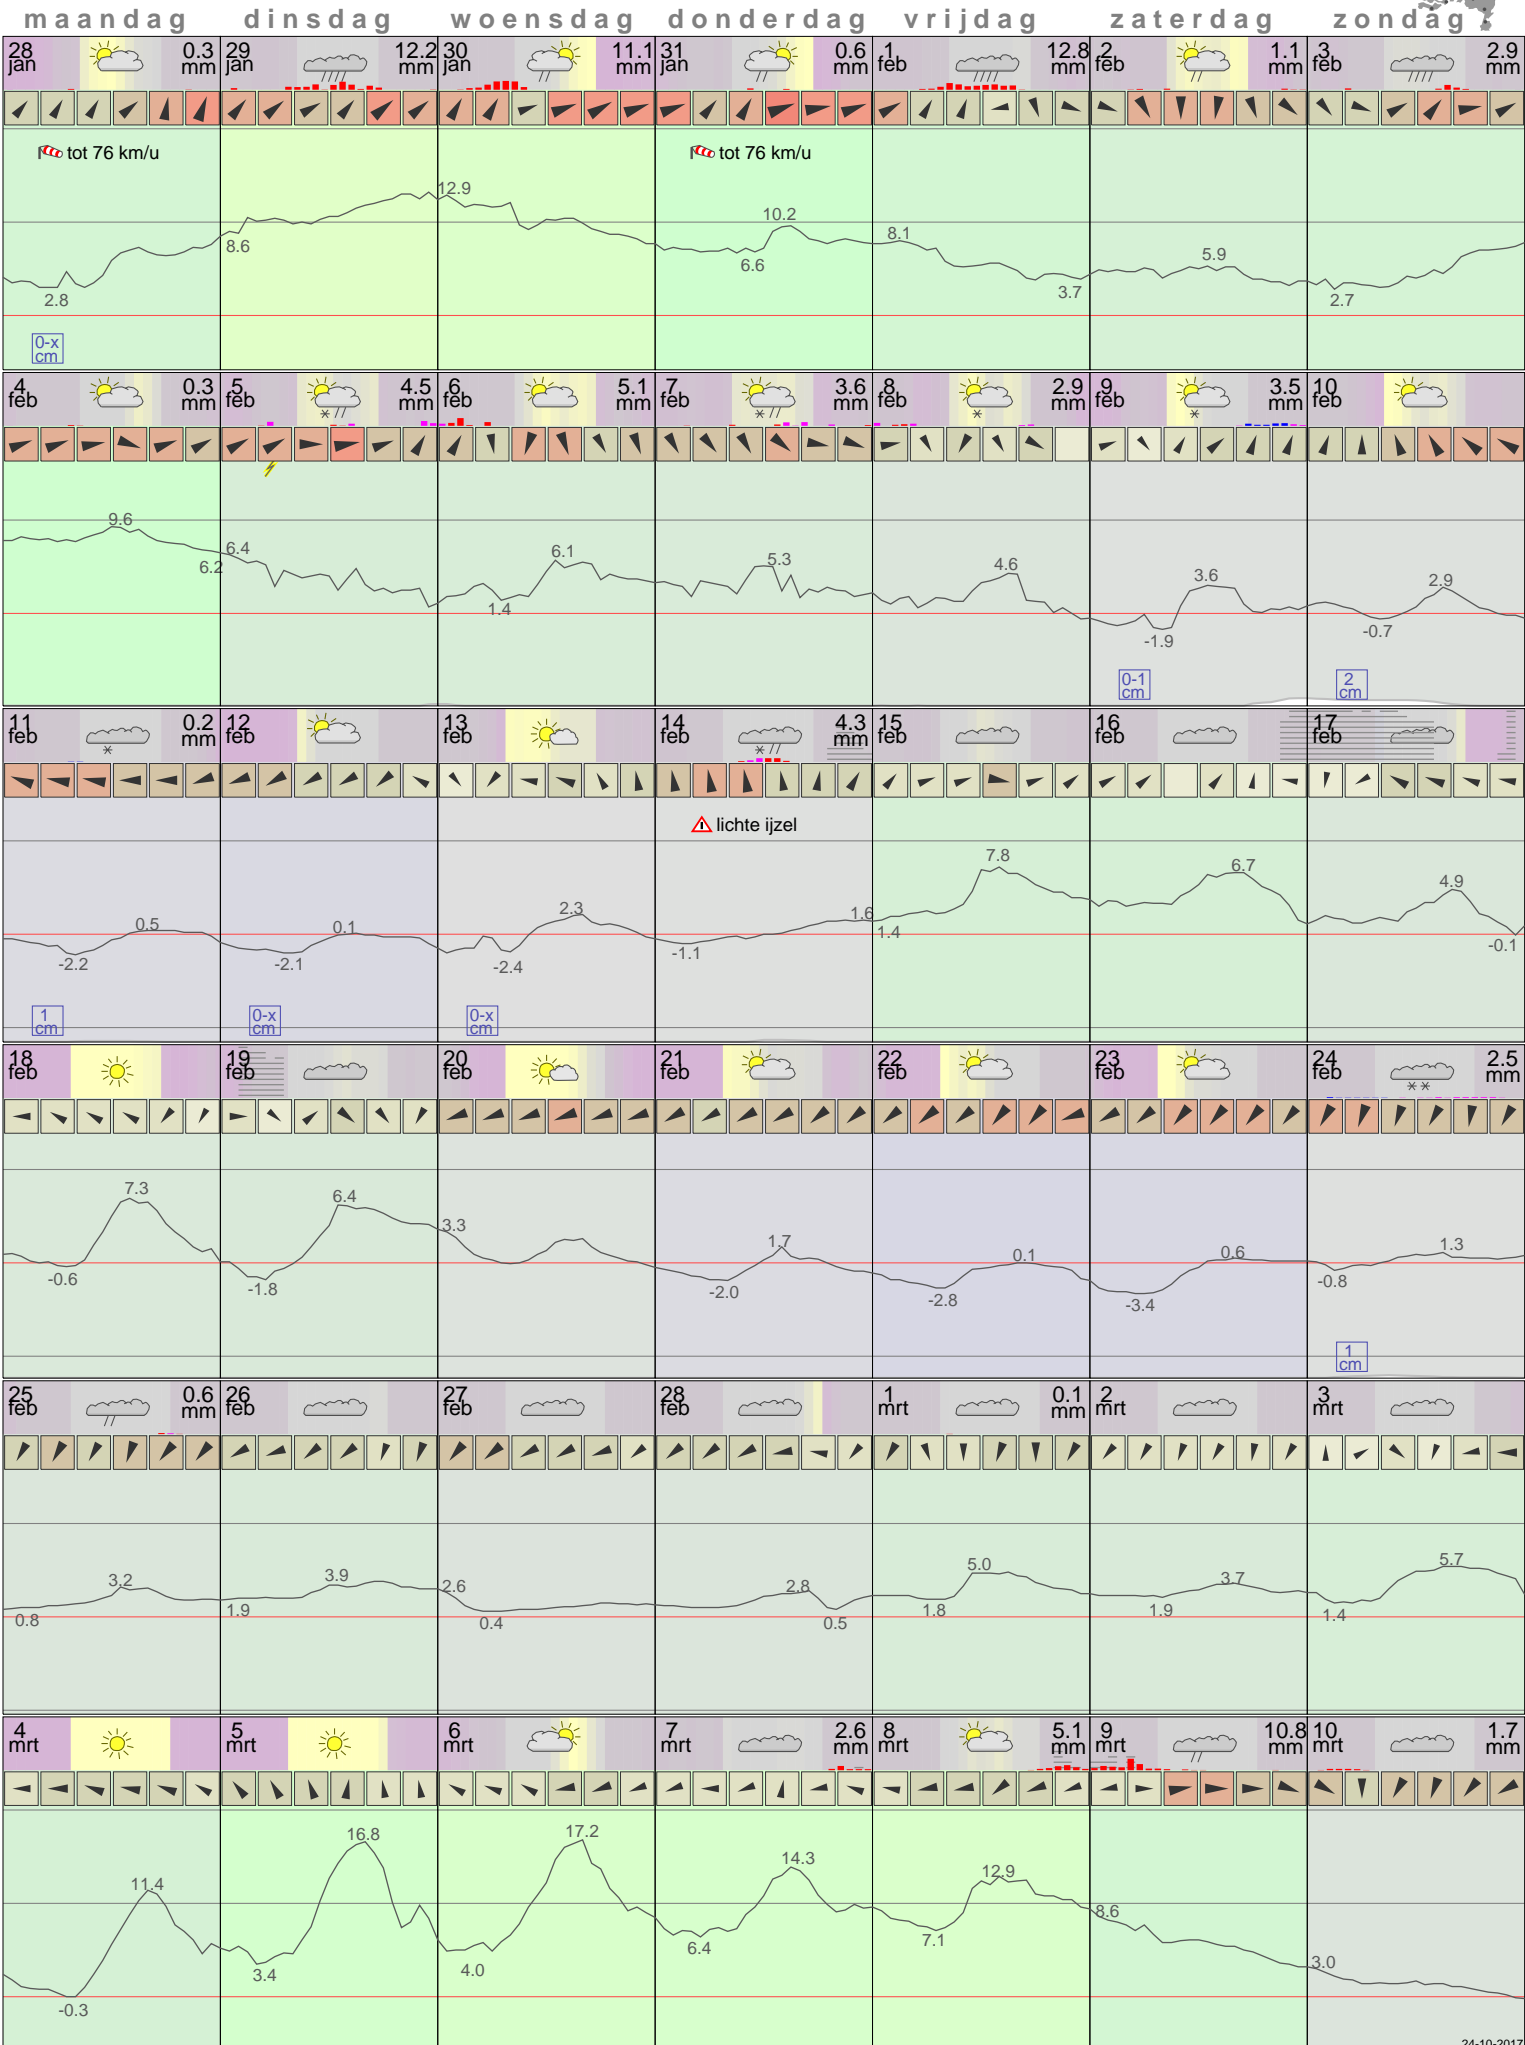 maandag dinsdag woensdag donderdag vrijdag zaterdag zondag
28 jan 0.3 mm 29 jan 12.2 mm 30 jan 11.1 mm 31 jan 0.6 mm 1 feb 12.8 mm 2 feb 1.1 mm 3 feb 2.9 mm
tot 76 km/u tot 76 km/u
12.9
10.2
8.6 8.1
6.6 5.9
2.8 3.7 2.7
0-x cm
4 feb 0.3 mm 5 feb 4.5 mm 6 feb 5.1 mm 7 feb 3.6 mm 8 feb 2.9 mm 9 feb 3.5 mm 10 feb
9.6
6.2 6.4 6.1 5.3 4.6 3.6 2.9
1.4 -1.9 -0.7
0-1 cm 2 cm
11 feb 0.2 mm 12 feb 13 feb 14 feb 4.3 mm 15 feb 16 feb 17 feb
lichte ijzel
7.8 6.7 4.9
0.5 0.1 2.3 1.6
1.4
-2.2 -2.1 -2.4 -1.1 -0.1
1 cm 0-x cm 0-x cm
18 feb 19 feb 20 feb 21 feb 22 feb 23 feb 24 feb 2.5 mm
7.3 6.4
3.3 1.7 0.1 0.6 1.3
-0.6 -1.8 -2.0 -2.8 -3.4 -0.8
1 cm
25 feb 0.6 mm 26 feb 27 feb 28 feb 1 mrt 0.1 mm 2 mrt 3 mrt
3.2 3.9 2.6 2.8 5.0 3.7 5.7
0.8 1.9 0.4 0.5 1.8 1.9 1.4
4 mrt 5 mrt 6 mrt 7 mrt 2.6 mm 8 mrt 5.1 mm 9 mrt 10.8 mm 10 mrt 1.7 mm
11.4 16.8 17.2 14.3 12.9
8.6
-0.3 3.4 4.0 6.4 7.1 3.0
24-10-2017